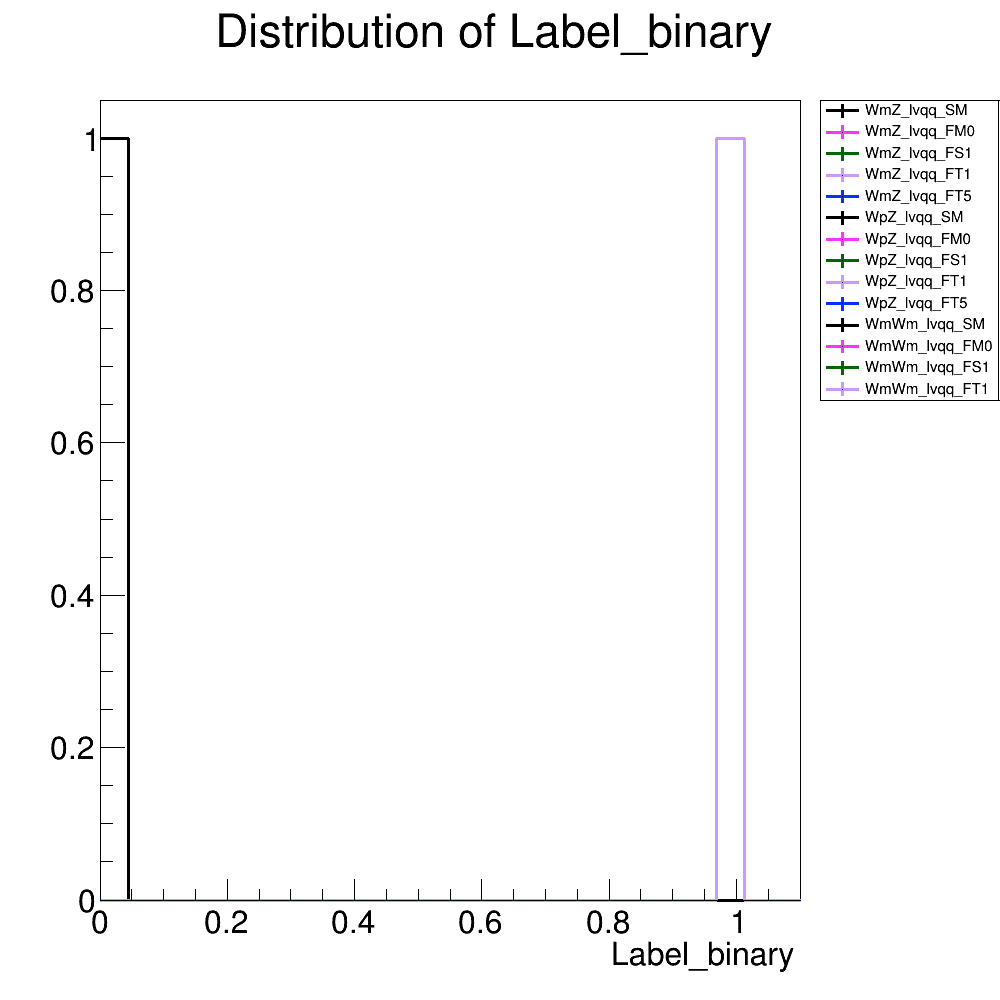 Distribution of Label_binary
1
0.8
0.6
0.4
0.2
0
0 0.2 0.4 0.6 0.8 1
Label_binary
WmZ_lvqq_SM
WmZ_lvqq_FM0
WmZ_lvqq_FS1
WmZ_lvqq_FT1
WmZ_lvqq_FT5
WpZ_lvqq_SM
WpZ_lvqq_FM0
WpZ_lvqq_FS1
WpZ_lvqq_FT1
WpZ_lvqq_FT5
WmWm_lvqq_SM
WmWm_lvqq_FM0
WmWm_lvqq_FS1
WmWm_lvqq_FT1